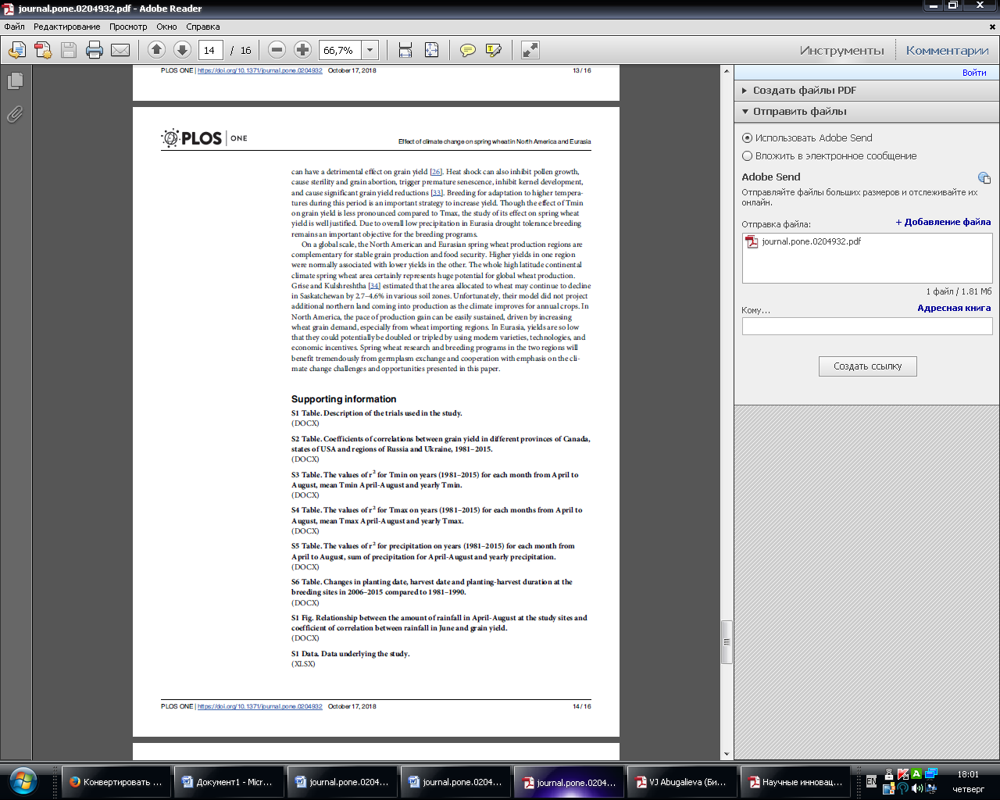 journal.pone.0204932.pdf - Adobe Reader
Файл Редактирование Просмотр Окно Справка
14 / 16 66,7% Инструменты Комментарии
Войти
Создать файлы PDF
Отправить файлы
Использовать Adobe Send
Вложить в электронное сообщение
Adobe Send
Отправляйте файлы больших размеров и отслеживайте их
онлайн.
Отправка файла: + Добавление файла
journal.pone.0204932.pdf
1 файл / 1.81 Мб
Кому... Адресная книга
Создать ссылку
PLOS ONE | https://doi.org/10.1371/journal.pone.0204932 October 17, 2018 13 / 16
PLOS ONE
Effect of climate change on spring wheat in North America and Eurasia
can have a detrimental effect on grain yield [26]. Heat shock can also inhibit pollen growth,
cause sterility and grain abortion, trigger premature senescence, inhibit kernel development,
and cause significant grain yield reductions [33]. Breeding for adaptation to higher tempera-
tures during this period is an important strategy to increase yield. Though the effect of Tmin
on grain yield is less pronounced compared to Tmax, the study of its effect on spring wheat
yield is well justified. Due to overall low precipitation in Eurasia drought tolerance breeding
remains an important objective for the breeding programs.
On a global scale, the North American and Eurasian spring wheat production regions are
complementary for stable grain production and food security. Higher yields in one region
were normally associated with lower yields in the other. The whole high latitude continental
climate spring wheat area certainly represents huge potential for global wheat production.
Grise and Kulshreshtha [34] estimated that the area allocated to wheat may continue to decline
in Saskatchewan by 2.7–4.6% in various soil zones. Unfortunately, their model did not project
additional northern land coming into production as the climate improves for annual crops. In
North America, the pace of production gain can be easily sustained, driven by increasing
wheat grain demand, especially from wheat importing regions. In Eurasia, yields are so low
that they could potentially be doubled or tripled by using modern varieties, technologies, and
economic incentives. Spring wheat research and breeding programs in the two regions will
benefit tremendously from germplasm exchange and cooperation with emphasis on the cli-
mate change challenges and opportunities presented in this paper.
Supporting information
S1 Table. Description of the trials used in the study.
(DOCX)
S2 Table. Coefficients of correlations between grain yield in different provinces of Canada,
states of USA and regions of Russia and Ukraine, 1981–2015.
(DOCX)
S3 Table. The values of r² for Tmin on years (1981–2015) for each month from April to
August, mean Tmin April-August and yearly Tmin.
(DOCX)
S4 Table. The values of r² for Tmax on years (1981–2015) for each months from April to
August, mean Tmax April-August and yearly Tmax.
(DOCX)
S5 Table. The values of r² for precipitation on years (1981–2015) for each month from
April to August, sum of precipitation for April-August and yearly precipitation.
(DOCX)
S6 Table. Changes in planting date, harvest date and planting-harvest duration at the
breeding sites in 2006–2015 compared to 1981–1990.
(DOCX)
S1 Fig. Relationship between the amount of rainfall in April-August at the study sites and
coefficient of correlation between rainfall in June and grain yield.
(DOCX)
S1 Data. Data underlying the study.
(XLSX)
PLOS ONE | https://doi.org/10.1371/journal.pone.0204932 October 17, 2018 14 / 16
Конвертировать ... Документ1 - Micr... journal.pone.0204... journal.pone.0204... journal.pone.0204... VJ Abugalieva (Би... Научные инновац... EN 18:01
четверг